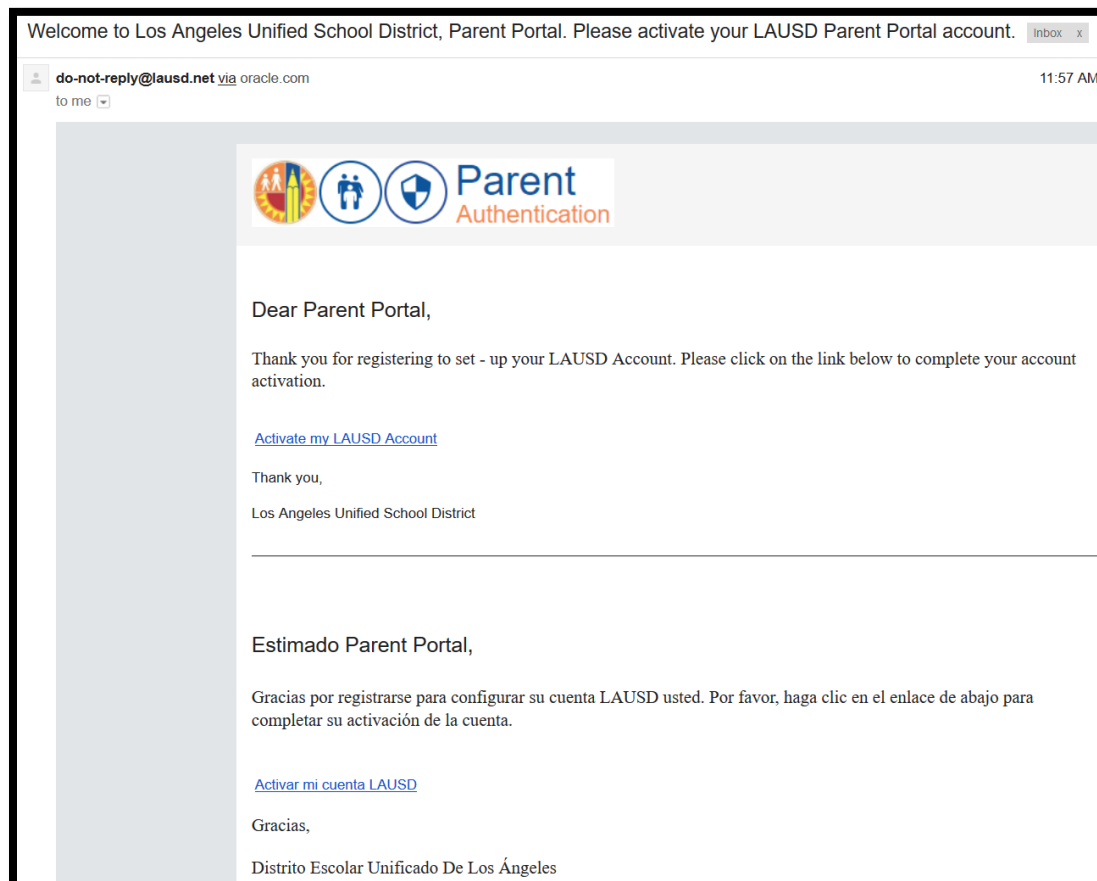 Welcome to Los Angeles Unified School District, Parent Portal. Please activate your LAUSD Parent Portal account. Inbox x
do-not-reply@lausd.net via oracle.com 11:57 AM
to me
Parent
Authentication
Dear Parent Portal,
Thank you for registering to set - up your LAUSD Account. Please click on the link below to complete your account
activation.
Activate my LAUSD Account
Thank you,
Los Angeles Unified School District
Estimado Parent Portal,
Gracias por registrarse para configurar su cuenta LAUSD usted. Por favor, haga clic en el enlace de abajo para
completar su activación de la cuenta.
Activar mi cuenta LAUSD
Gracias,
Distrito Escolar Unificado De Los Ángeles